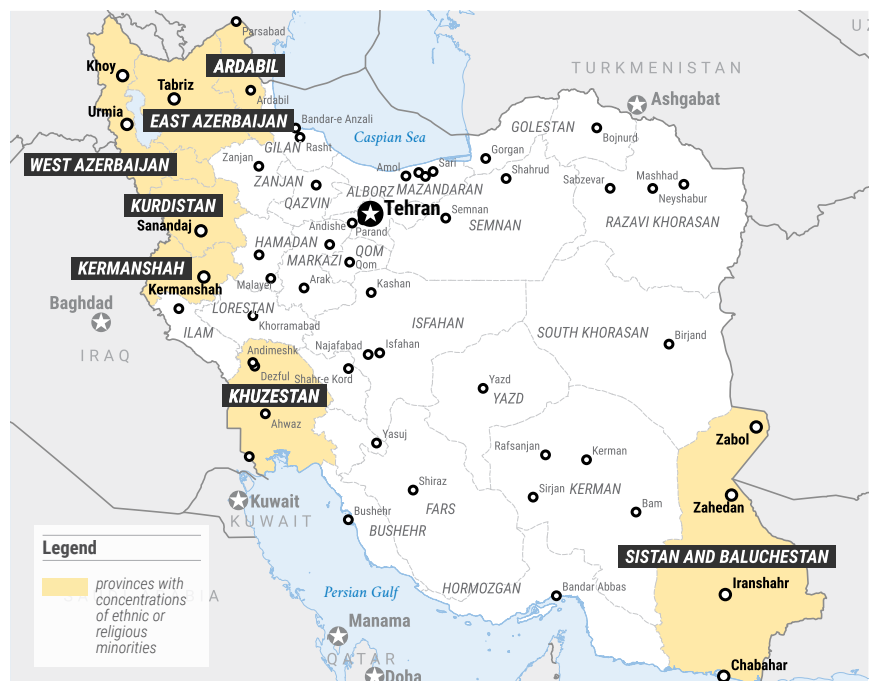 Parsabad
UZ
TURKMENISTAN
Khoy
ARDABIL
Tabriz
Ardabil
Ashgabat
Urmia
EAST AZERBAIJAN
Bandar-e Anzali
Caspian Sea
GOLESTAN
Bojnurd
GILAN
Rasht
WEST AZERBAIJAN
Zanjan
Gorgan
Amol
Sari
Shahrud
Mashhad
Sabzevar
Neyshabur
ZANJAN
ALBORZ
MAZANDARAN
KURDISTAN
QAZVIN
Tehran
Semnan
SEMNAN
RAZAVI KHORASAN
Sanandaj
Andishe
Parand
HAMADAN
MARKAZI
QOM
Qom
KERMANSHAH
Kermanshah
Malayer
Arak
Kashan
Baghdad
LORESTAN
Khorramabad
ISFAHAN
ILAM
SOUTH KHORASAN
Birjand
IRAQ
Andimeshk
Najafabad
Isfahan
Dezful
Shahr-e Kord
Yazd
YAZD
KHUZESTAN
Ahwaz
Yasuj
Zabol
Rafsanjan
Kerman
Shiraz
FARS
Sirjan
KERMAN
Zahedan
Kuwait
KUWAIT
Bam
Bushehr
BUSHEHR
SISTAN AND BALUCHESTAN
Legend
provinces with
concentrations
of ethnic or
religious
minorities
Persian Gulf
HORMOZGAN
Bandar Abbas
Iranshahr
Manama
QATAR
Doha
Chabahar